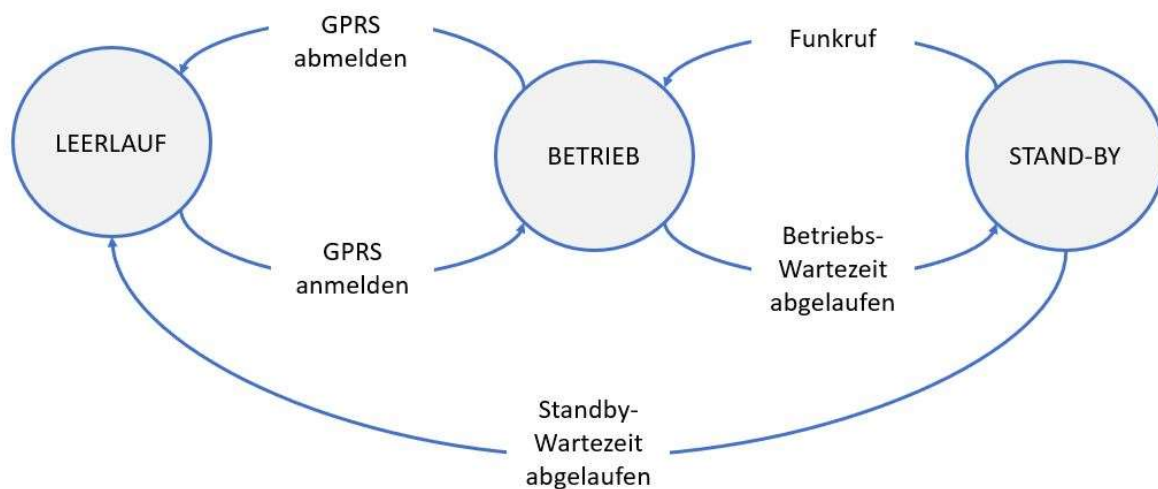 GPRS
abmelden
Funkruf
LEERLAUF
BETRIEB
STAND-BY
GPRS
anmelden
Betriebs-
Wartezeit
abgelaufen
Standby-
Wartezeit
abgelaufen